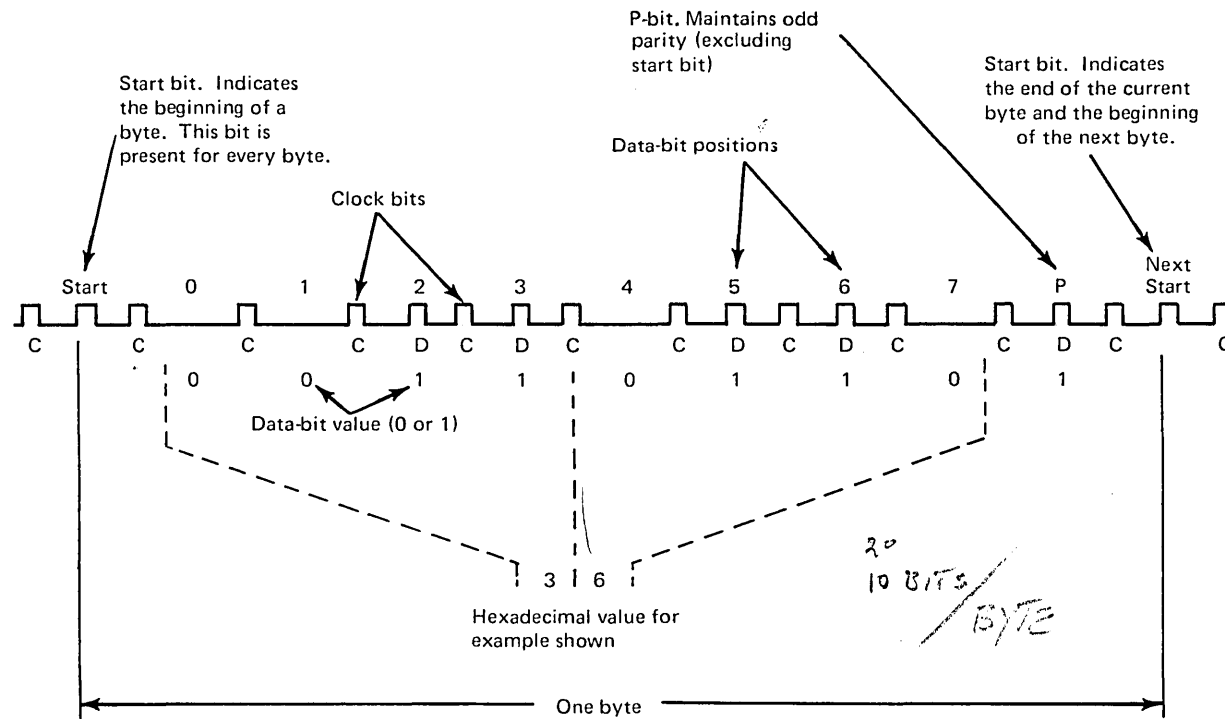 P-bit. Maintains odd
parity (excluding
start bit)
Start bit. Indicates
the beginning of a
byte. This bit is
present for every byte.
Start bit. Indicates
the end of the current
byte and the beginning
of the next byte.
Data-bit positions
Clock bits
Next
Start 0 1 2 3 4 5 6 7 P Start
C C C C D C D C C D C D C C D C C
0 0 1 1 0 1 1 0 1
Data-bit value (0 or 1)
3 6
Hexadecimal value for
example shown
20
10 BITS/
BYTE
One byte